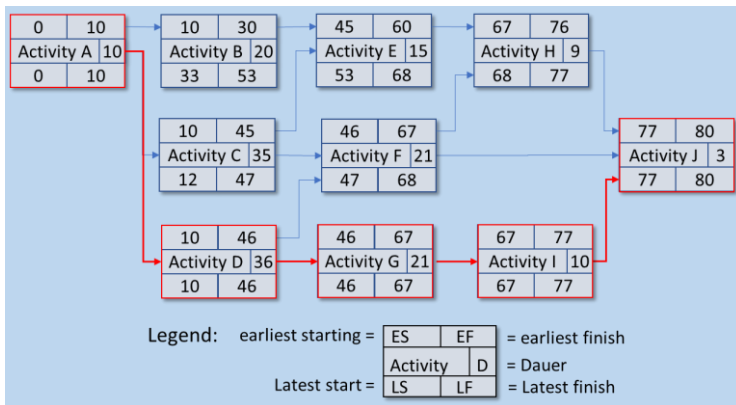 0 10
Activity A 10
0 10
10 30
Activity B 20
33 53
45 60
Activity E 15
53 68
67 76
Activity H 9
68 77
10 45
Activity C 35
12 47
46 67
Activity F 21
47 68
77 80
Activity J 3
77 80
10 46
Activity D 36
10 46
46 67
Activity G 21
46 67
67 77
Activity I 10
67 77
Legend: earliest starting = ES EF = earliest finish
Activity D = Dauer
Latest start = LS LF = Latest finish